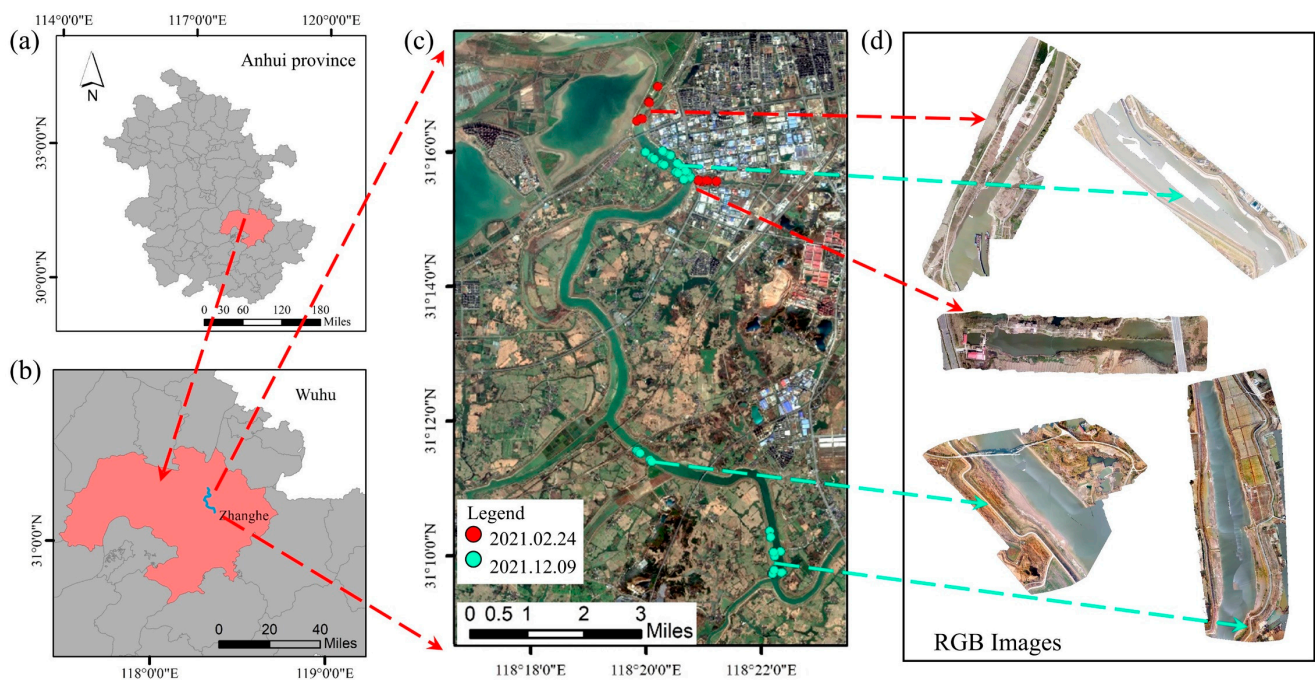 114°0'0"E
117°0'0"E
120°0'0"E
(a)
Anhui province
N
33°0'0"N
30°0'0"N
0 30 60 120 180
Miles
(b)
Wuhu
Zhanghe
31°0'0"N
0 20 40
Miles
118°0'0"E
119°0'0"E
(c)
31°16'0"N
31°14'0"N
31°12'0"N
31°10'0"N
Legend
2021.02.24
2021.12.09
0 0.5 1 2 3
Miles
118°18'0"E
118°20'0"E
118°22'0"E
(d)
RGB Images